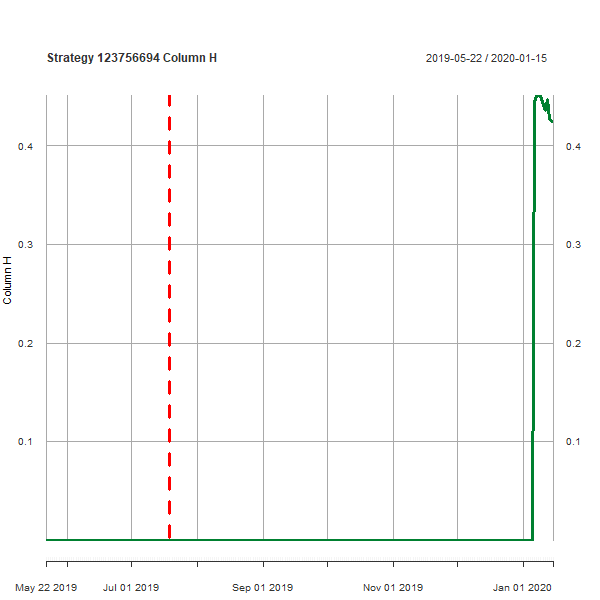 Strategy 123756694 Column H 2019-05-22 / 2020-01-15
0.4 0.4
0.3 0.3
Column H
0.2 0.2
0.1 0.1
May 22 2019 Jul 01 2019 Sep 01 2019 Nov 01 2019 Jan 01 2020